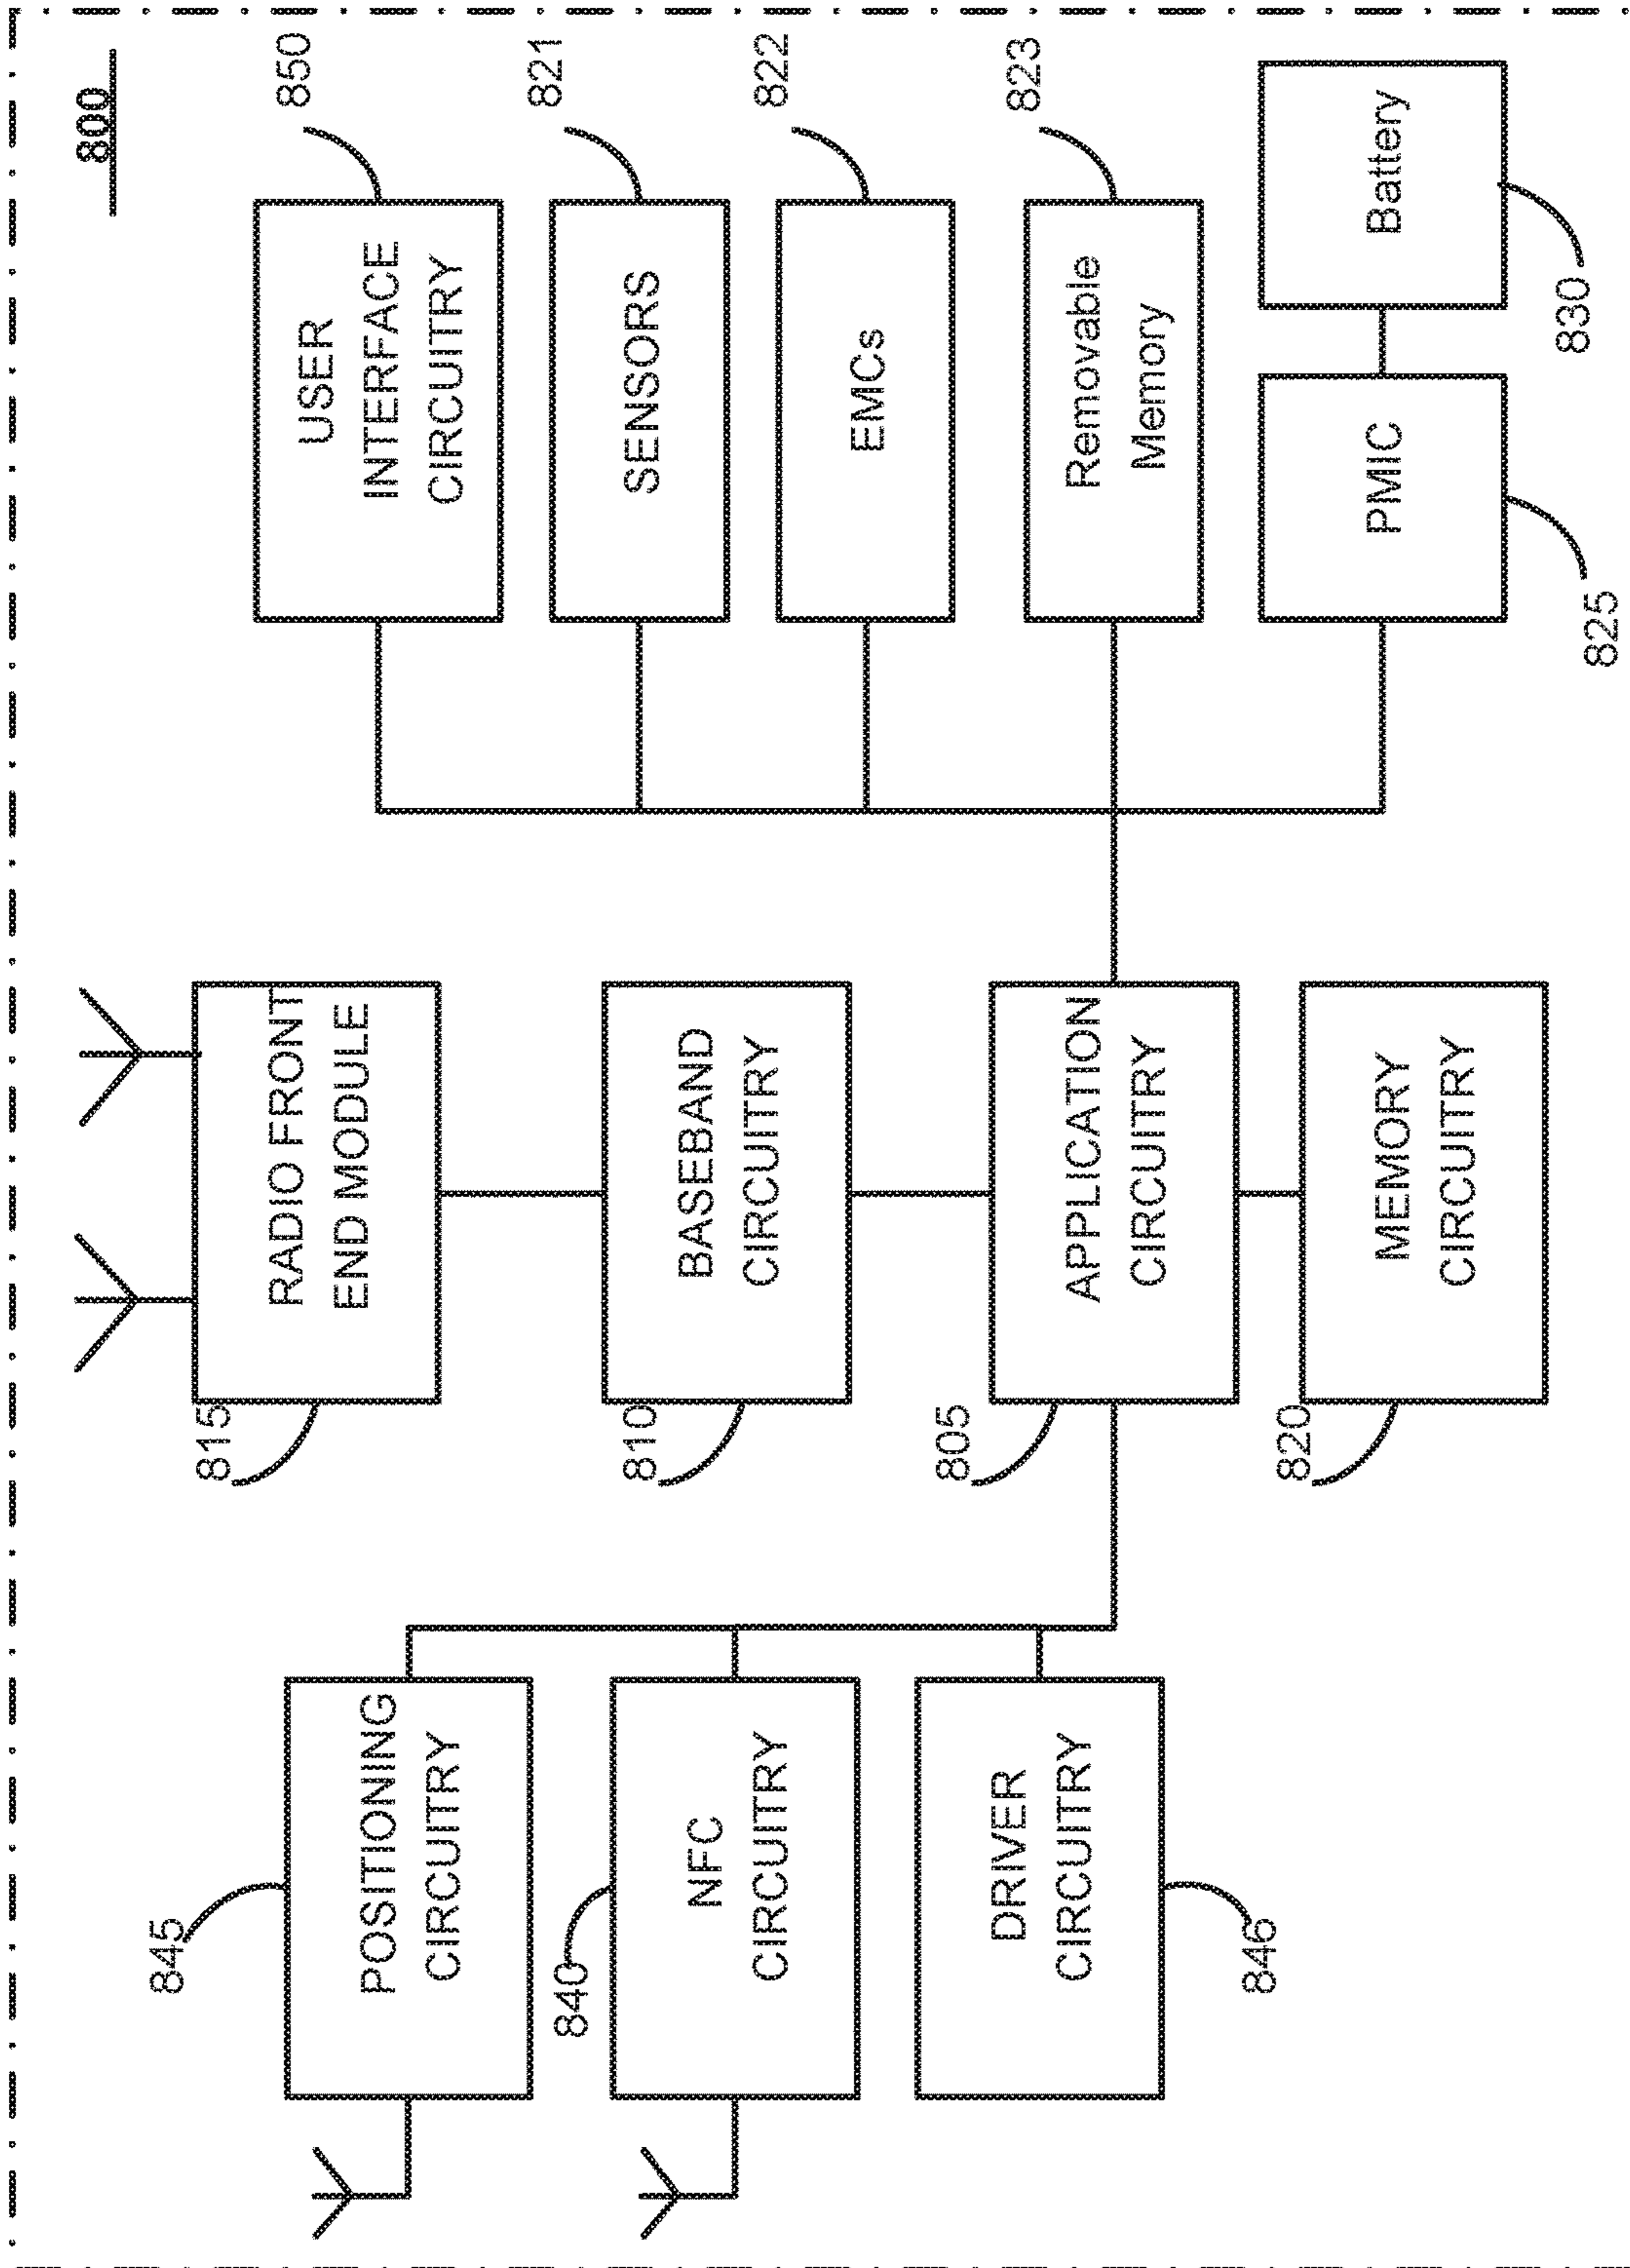 800
845
POSITIONING
CIRCUITRY
840
NFC
CIRCUITRY
DRIVER
CIRCUITRY
846
815
RADIO FRONT
END MODULE
810
BASEBAND
CIRCUITRY
805
APPLICATION
CIRCUITRY
820
MEMORY
CIRCUITRY
850
USER
INTERFACE
CIRCUITRY
821
SENSORS
822
EMCs
823
Removable
Memory
PMIC
825
Battery
830